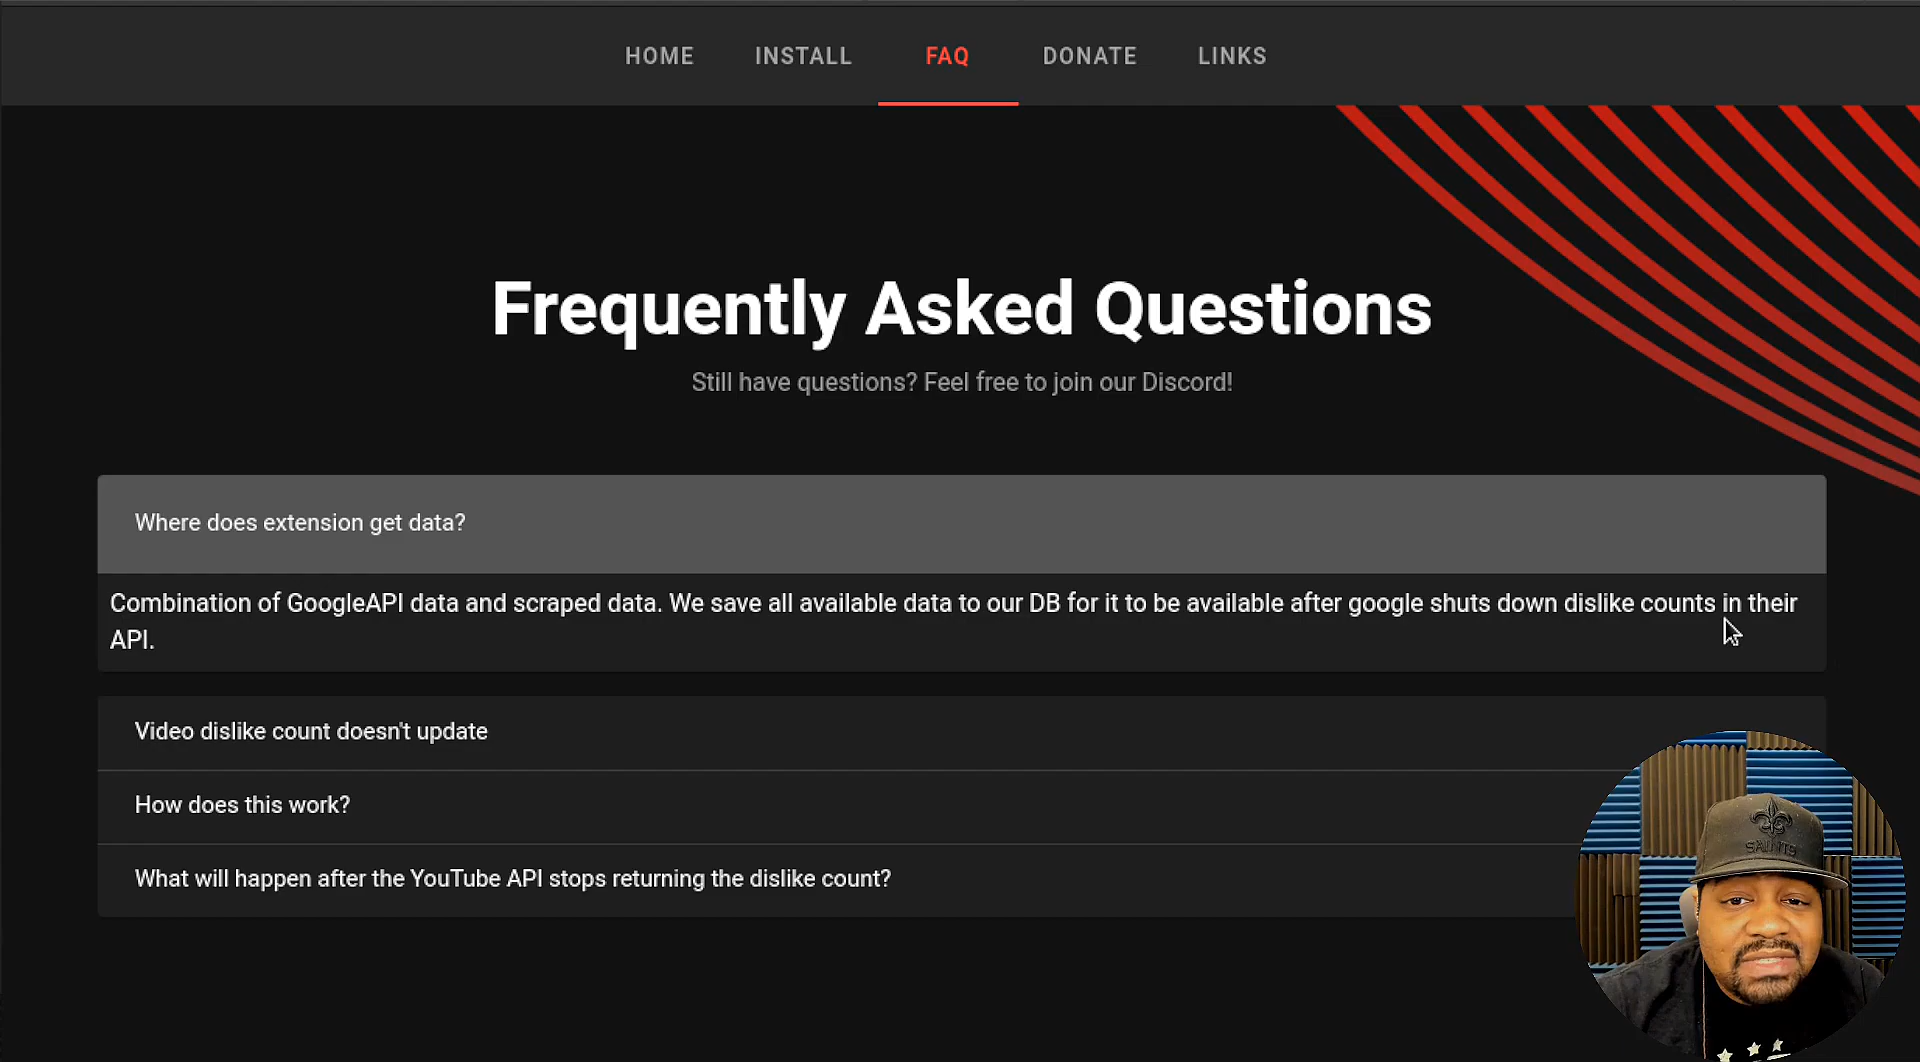 HOME INSTALL FAQ DONATE LINKS
Frequently Asked Questions
Still have questions? Feel free to join our Discord!
Where does extension get data?
Combination of GoogleAPI data and scraped data. We save all available data to our DB for it to be available after google shuts down dislike counts in their
API.
Video dislike count doesn't update
How does this work?
What will happen after the YouTube API stops returning the dislike count?
SAINTS